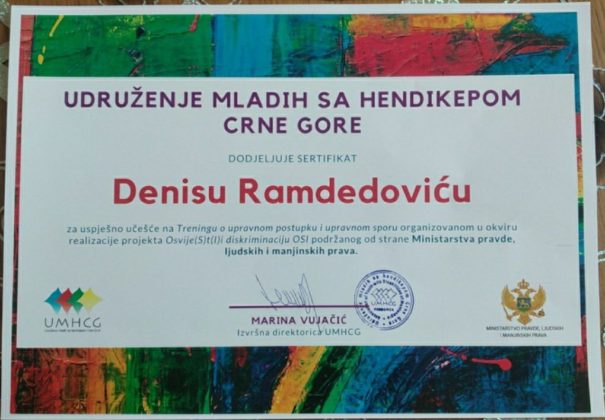 UDRUŽENJE MLADIH SA HENDIKEPOM
CRNE GORE
DODJELJUJE SERTIFIKAT
Denisu Ramdedoviću
za uspješno učešće na Treningu o upravnom postupku i upravnom sporu organizovanom u okviru
realizacije projekta Osvije(S)t(I)i diskriminaciju OSI podržanog od strane Ministarstva pravde,
ljudskih i manjinskih prava.
UMHCG
MARINA VUJAČIĆ
Izvršna direktorica UMHCG
UMHCG
MINISTARSTVO PRAVDE, LJUDSKIH
I MANJINSKIH PRAVA